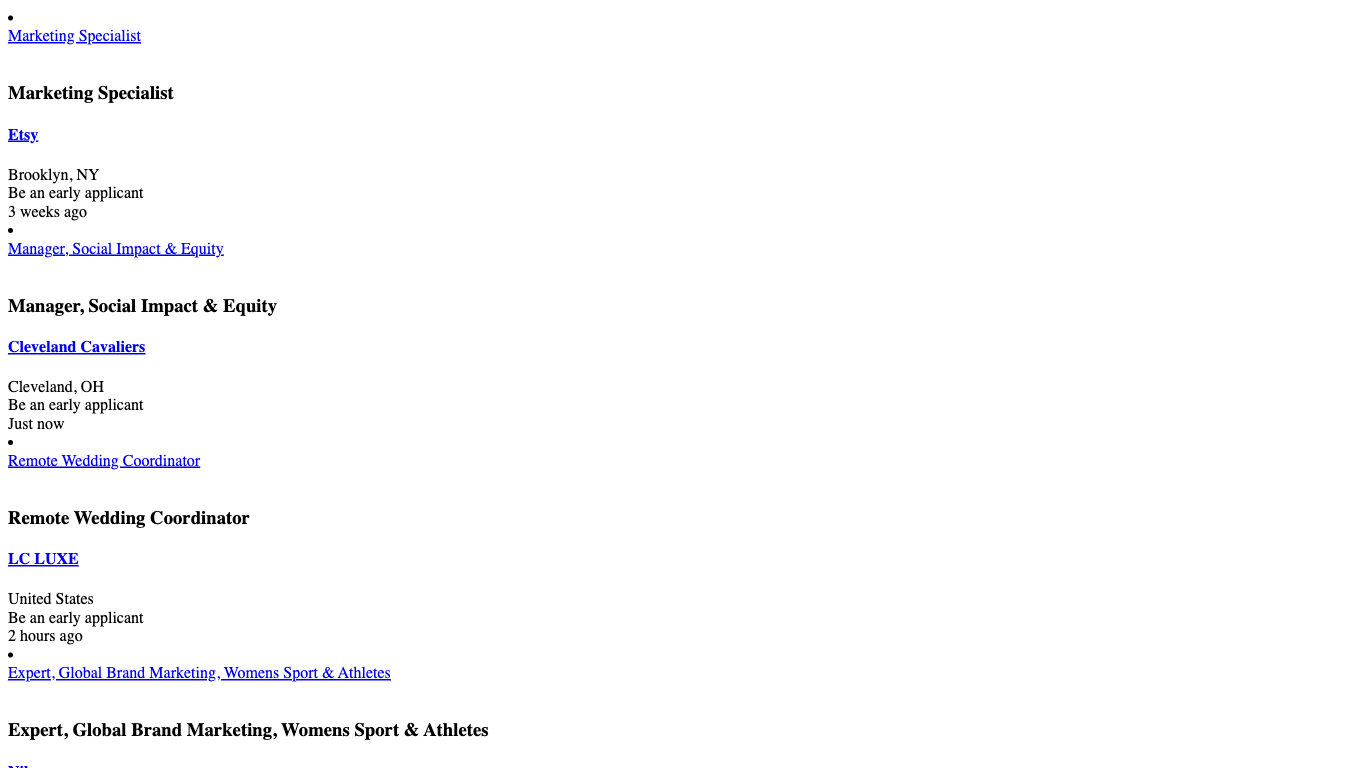 Marketing Specialist
Marketing Specialist
Etsy
Brooklyn, NY
Be an early applicant
3 weeks ago
Manager, Social Impact & Equity
Manager, Social Impact & Equity
Cleveland Cavaliers
Cleveland, OH
Be an early applicant
Just now
Remote Wedding Coordinator
Remote Wedding Coordinator
LC LUXE
United States
Be an early applicant
2 hours ago
Expert, Global Brand Marketing, Womens Sport & Athletes
Expert, Global Brand Marketing, Womens Sport & Athletes